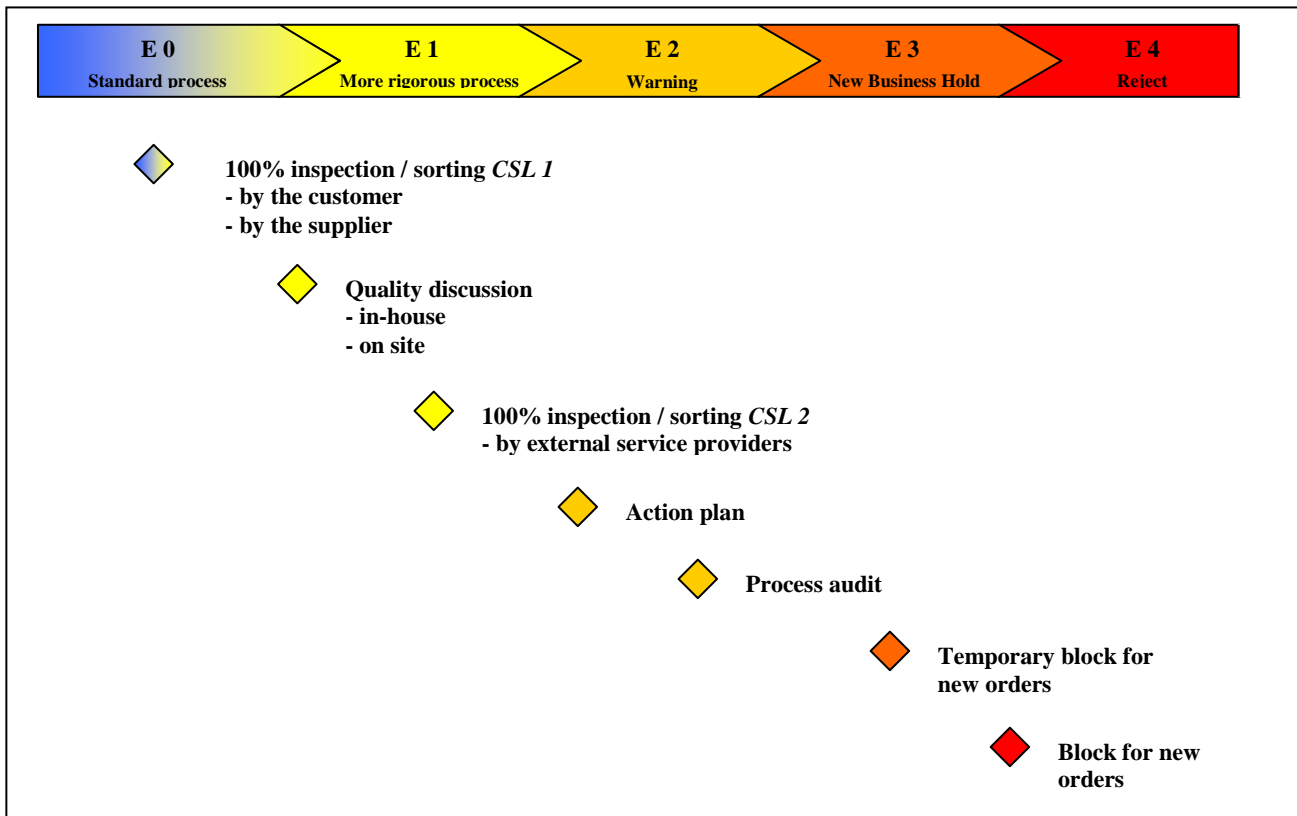 E 0
Standard process
E 1
More rigorous process
E 2
Warning
E 3
New Business Hold
E 4
Reject
100% inspection / sorting CSL 1
- by the customer
- by the supplier
Quality discussion
- in-house
- on site
100% inspection / sorting CSL 2
- by external service providers
Action plan
Process audit
Temporary block for
new orders
Block for new
orders